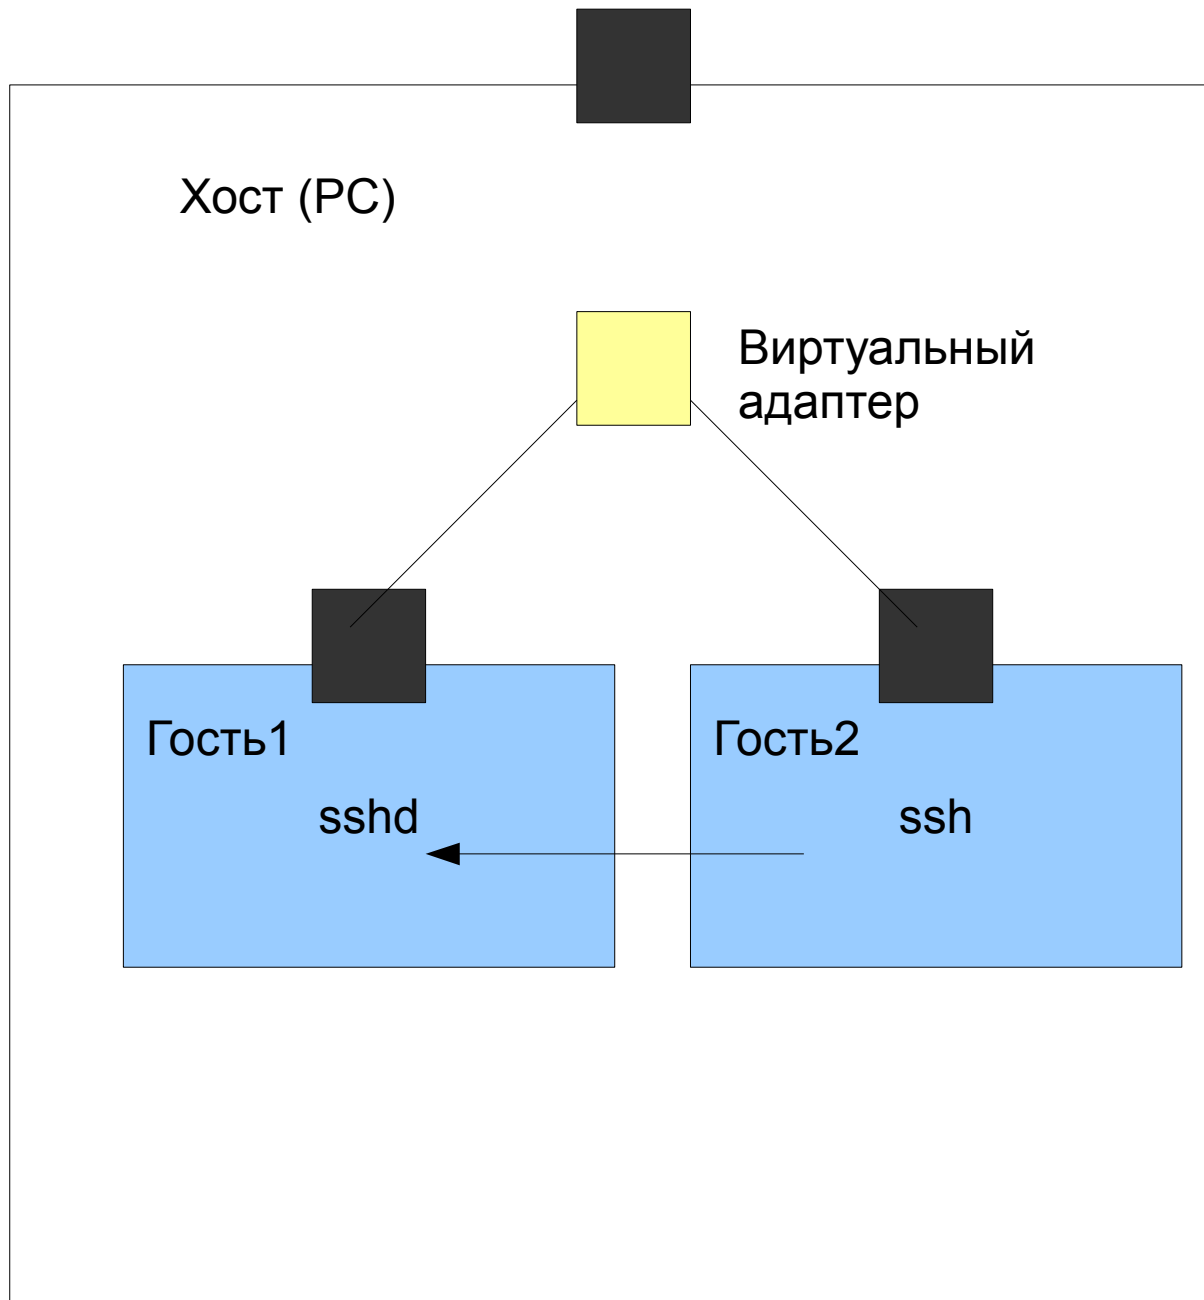 Хост (PC)
Виртуальный
адаптер
Гость1
sshd
Гость2
ssh